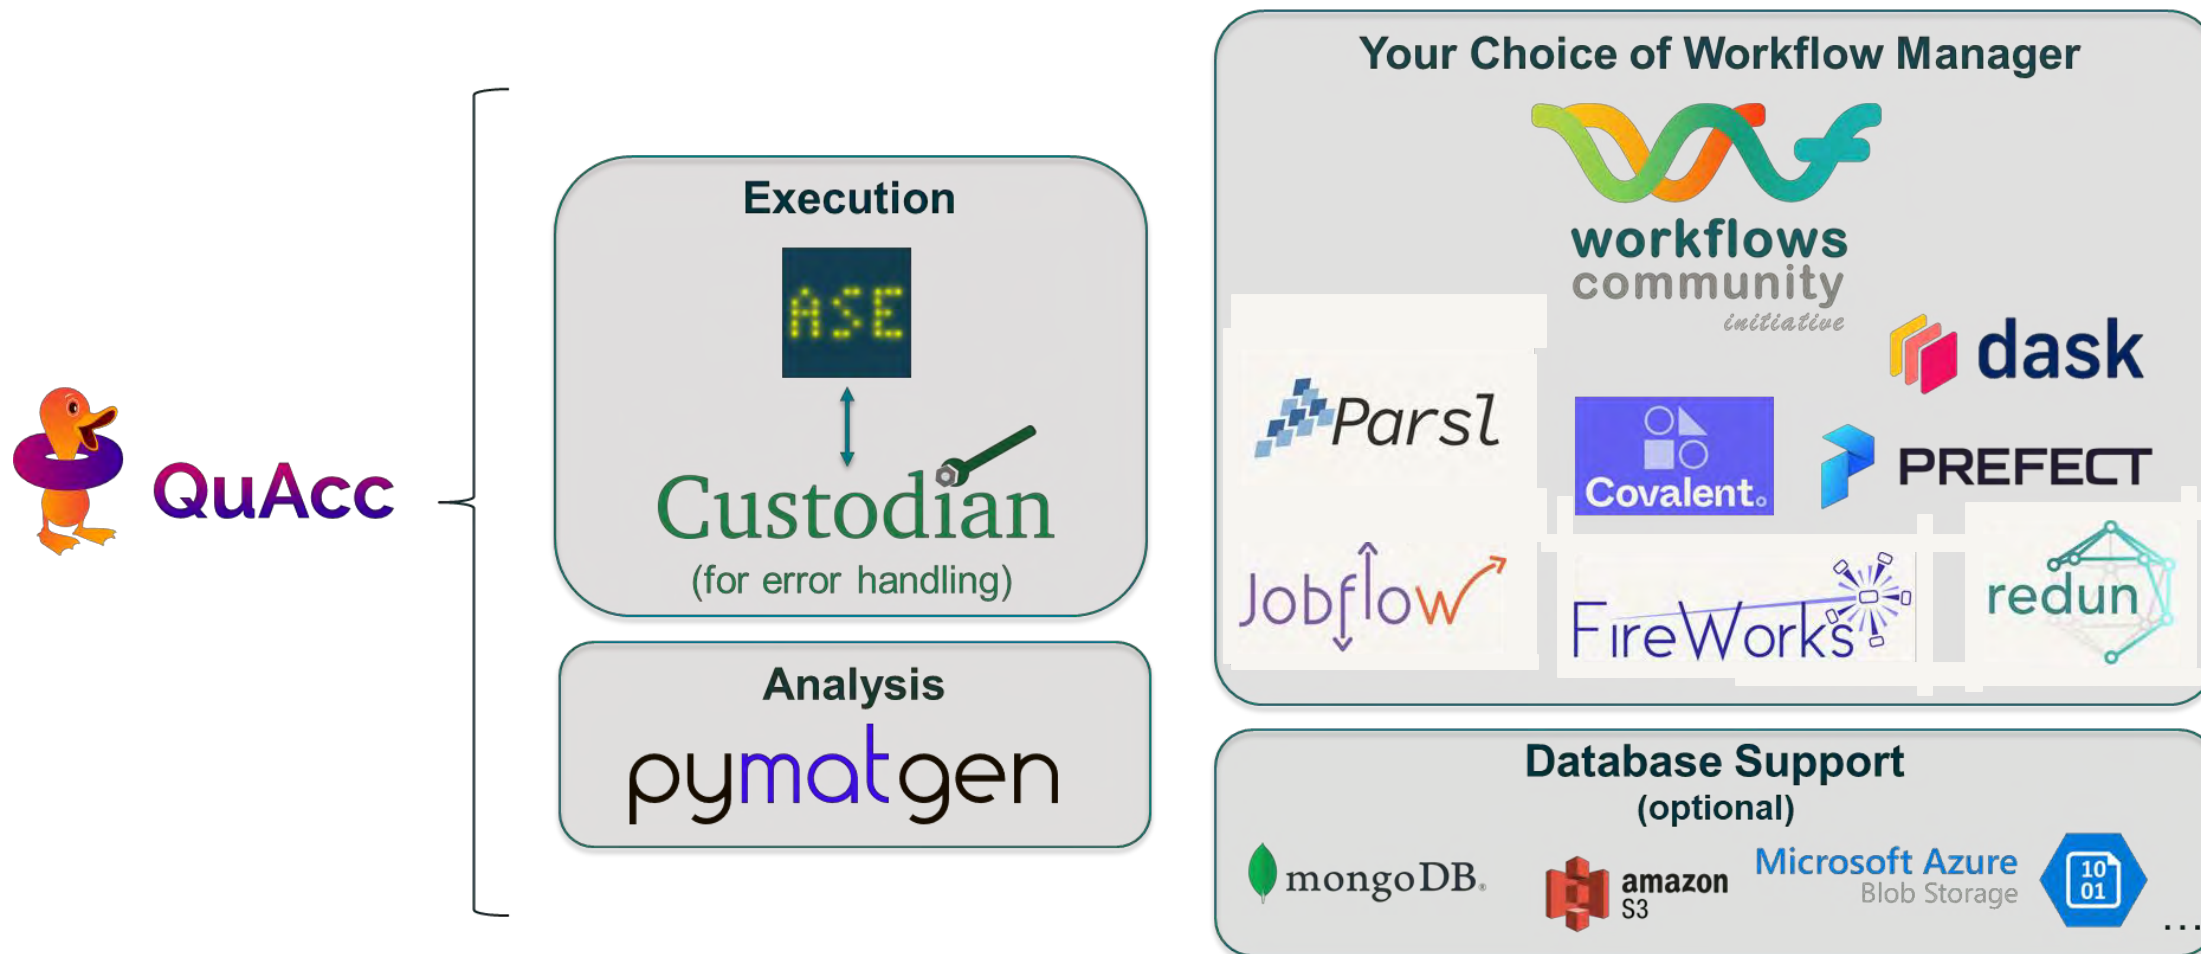 QuAcc
Execution
ASE
Custodian
(for error handling)
Analysis
pymatgen
Your Choice of Workflow Manager
workflows
community
initiative
dask
Parsl
Covalent
PREFECT
Jobflow
FireWorks
redun
Database Support
(optional)
mongoDB®
amazon
S3
Microsoft Azure
Blob Storage
10
01
...